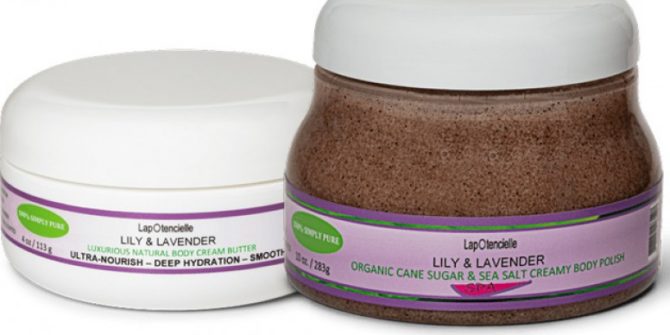 100% SIMPLY PURE
4 oz / 113 g
LapOtencielle
LILY & LAVENDER
LUXURIOUS NATURAL BODY CREAM BUTTER
ULTRA-NOURISH – DEEP HYDRATION – SMOOTH
100% SIMPLY PURE
10 oz. / 283g
LapOtencielle
LILY & LAVENDER
ORGANIC CANE SUGAR & SEA SALT CREAMY BODY POLISH
SPA